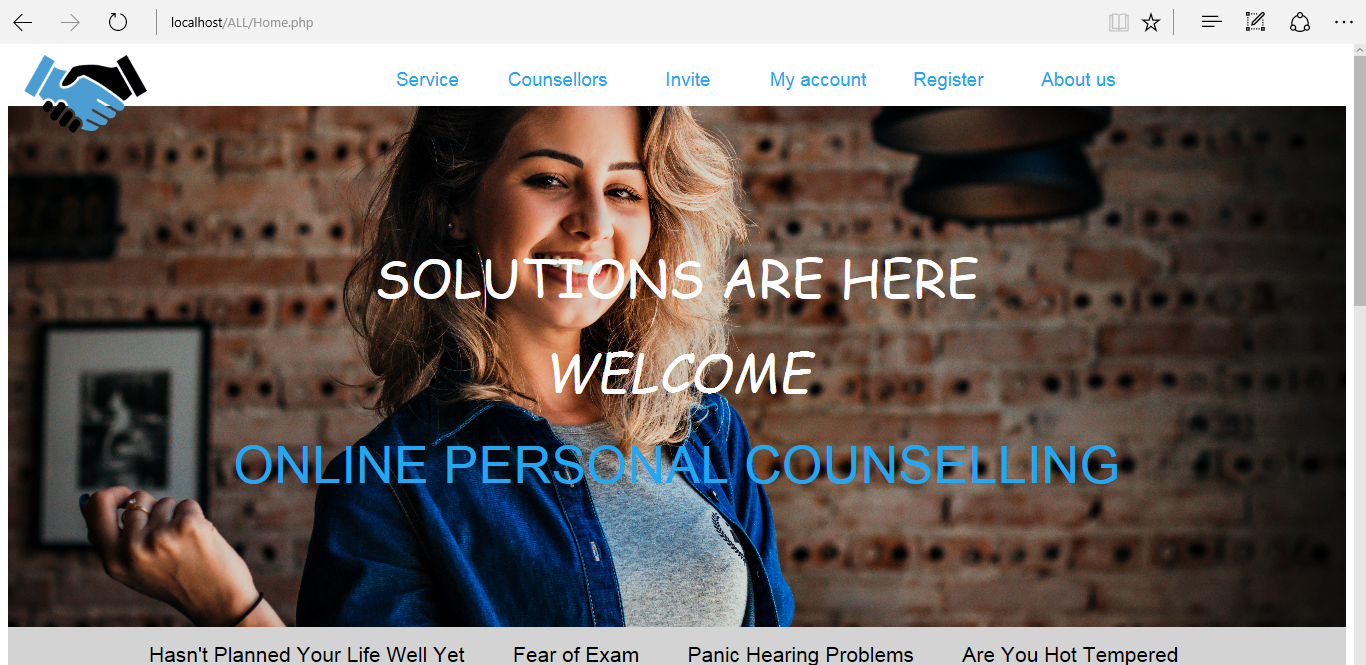 localhost/ALL/Home.php
Service Counsellors Invite My account Register About us
SOLUTIONS ARE HERE
WELCOME
ONLINE PERSONAL COUNSELLING
Hasn't Planned Your Life Well Yet Fear of Exam Panic Hearing Problems Are You Hot Tempered